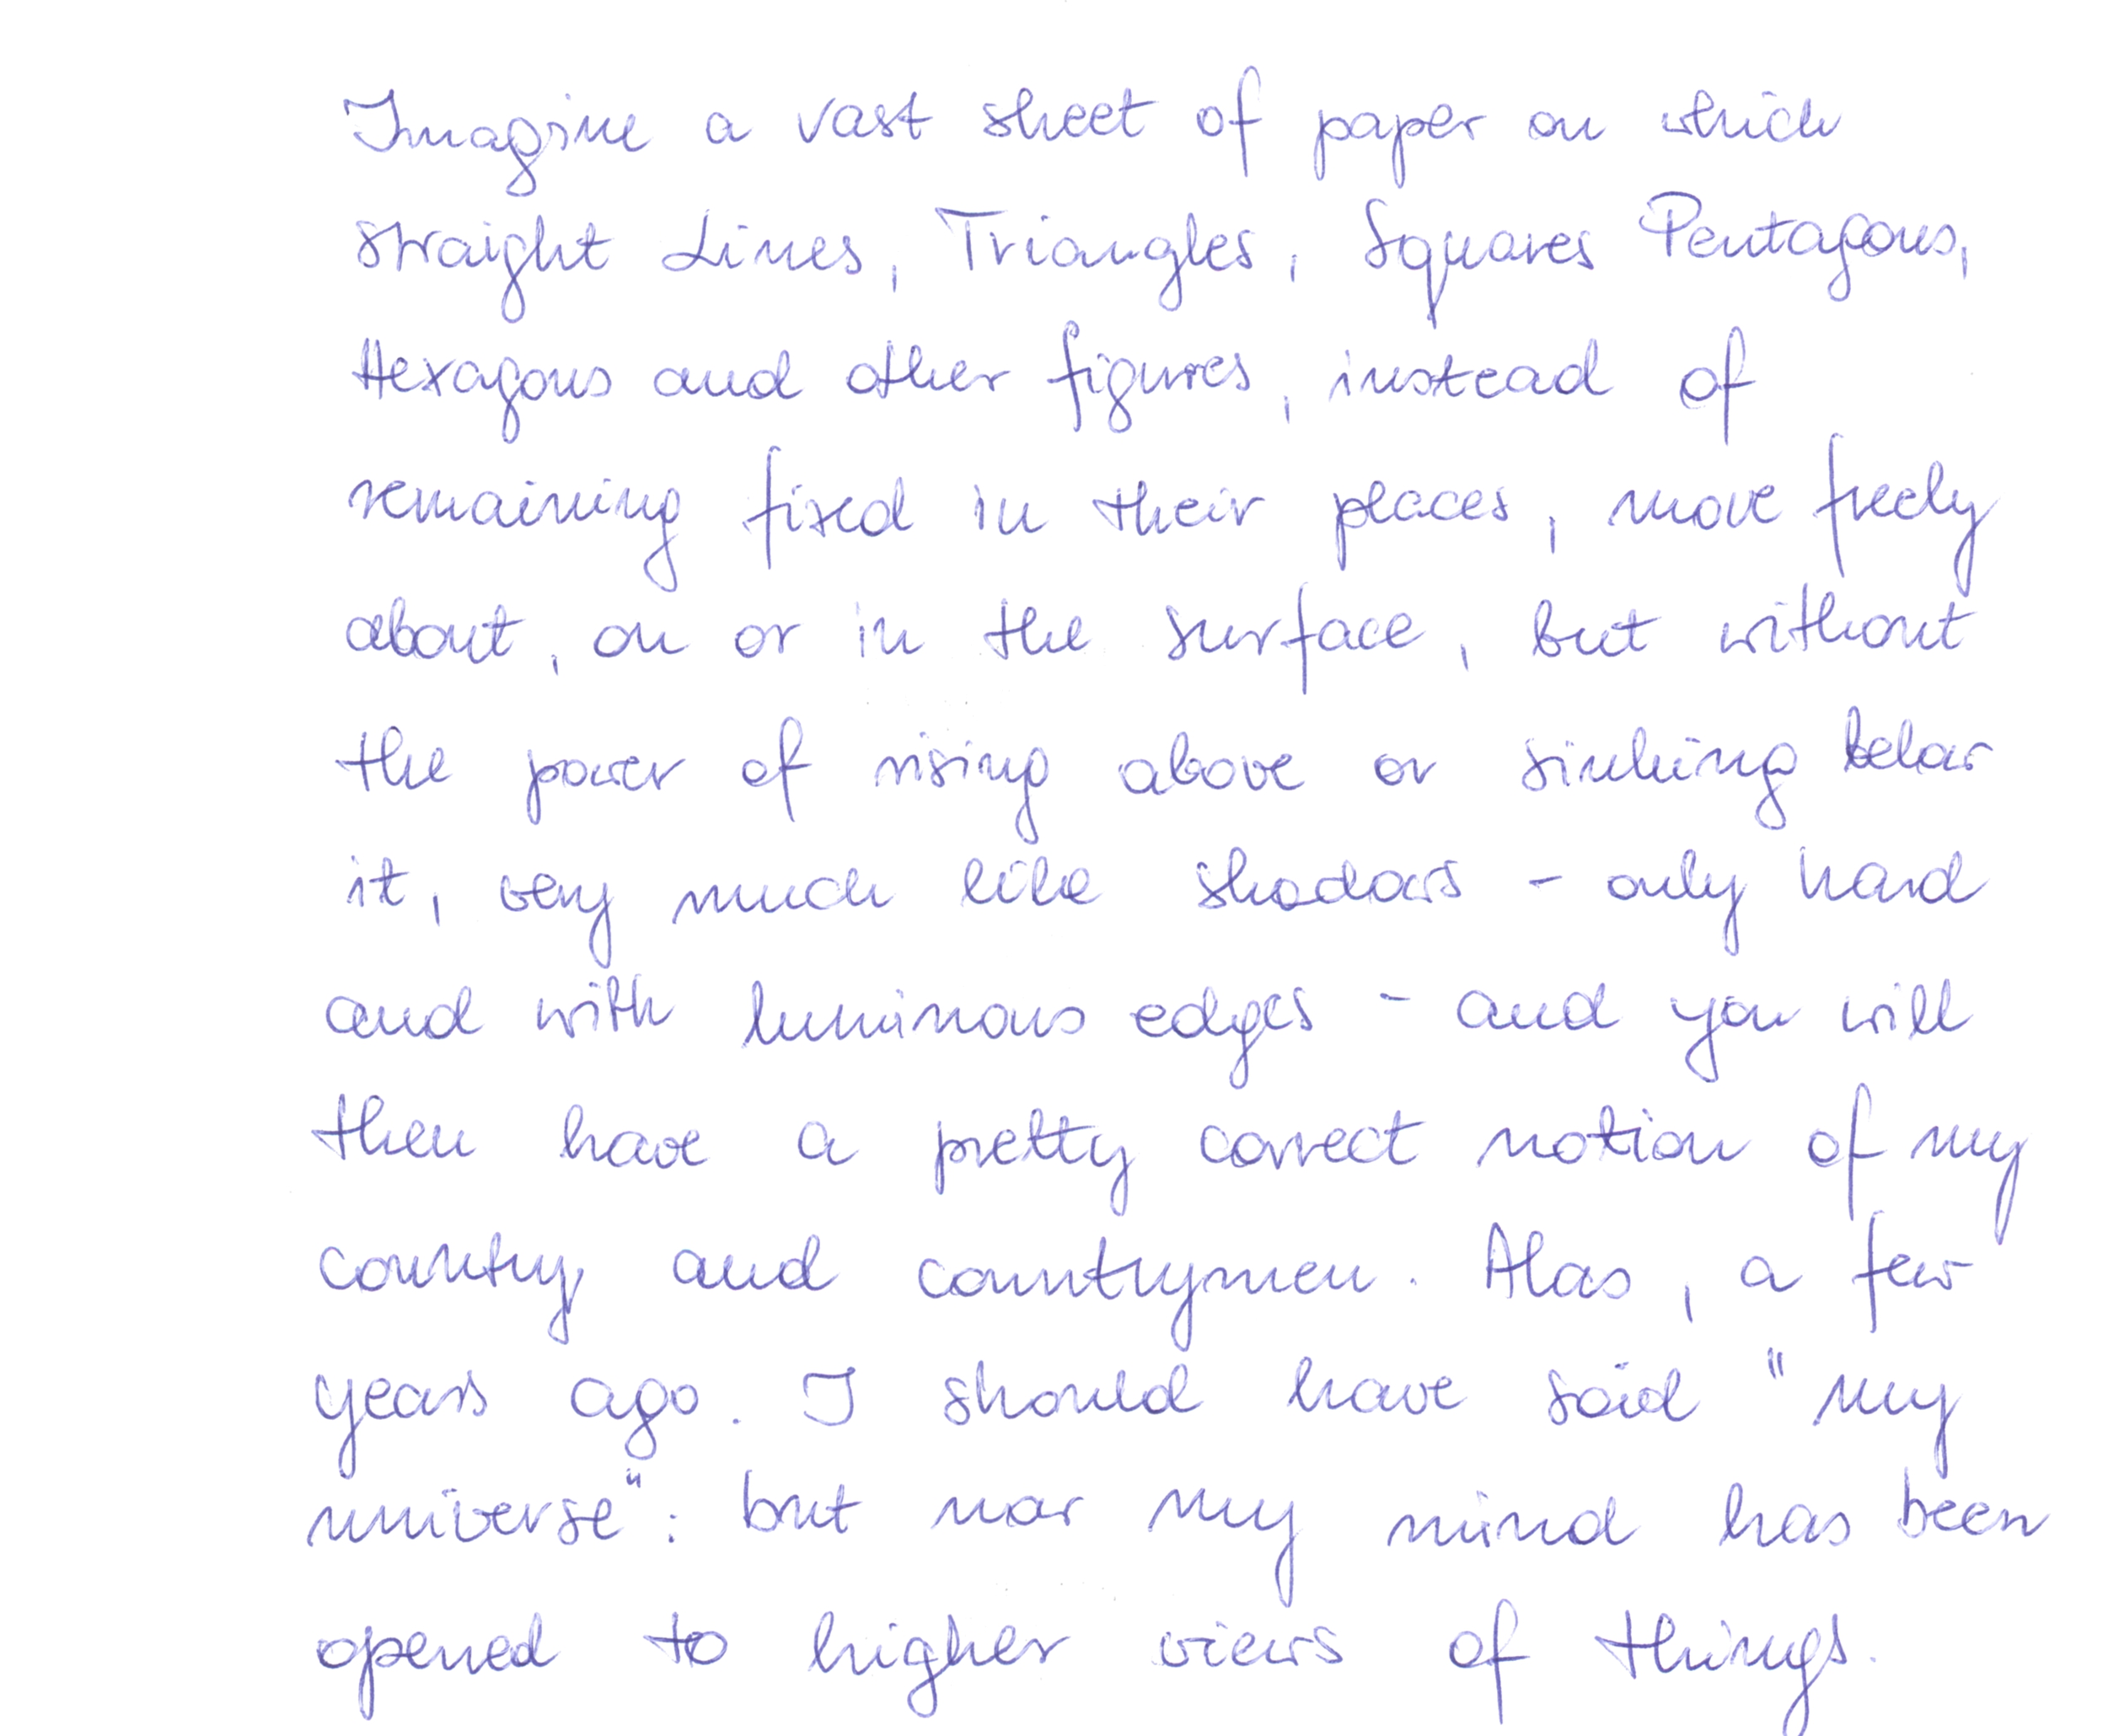 Imagine a vast sheet of paper on which
straight Lines, Triangles, Squares Pentagons,
Hexagons and other figures, instead of
remaining fixed in their places, move freely
about, on or in the surface, but without
the power of rising above or sinking below
it, very much like shadows - only hard
and with luminous edges - and you will
then have a pretty correct notion of my
country and countrymen. Alas, a few
years ago. I should have said "my
universe": but now my mind has been
opened to higher views of things.